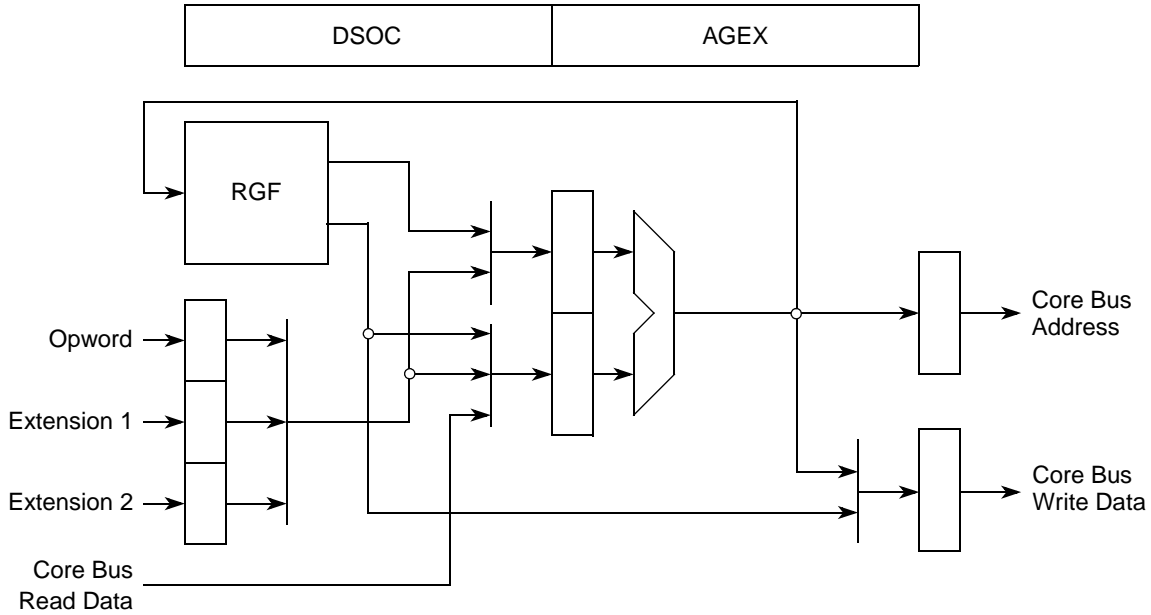 DSOC
AGEX
RGF
Opword
Extension 1
Extension 2
Core Bus
Read Data
Core Bus
Address
Core Bus
Write Data